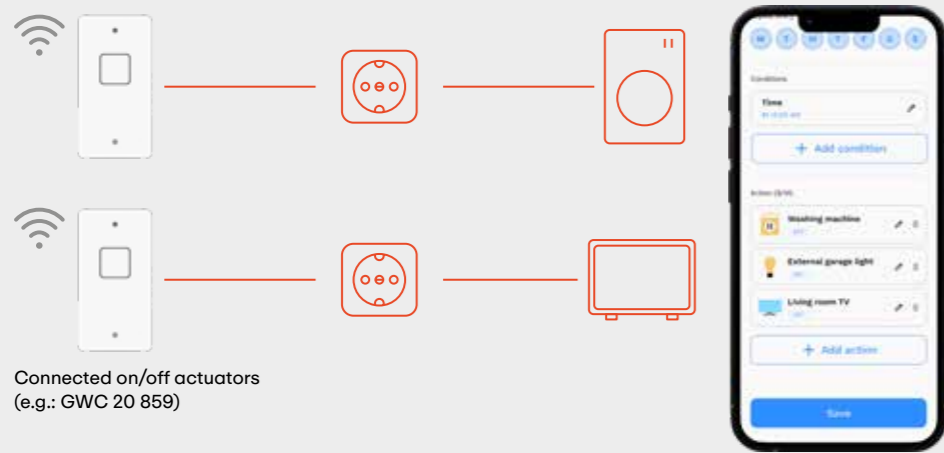 Connected on/off actuators
(e.g.: GWC 20 859)
Conditions
Time
+ Add condition
Washing machine
External garage light
Living room TV
+ Add action
Save